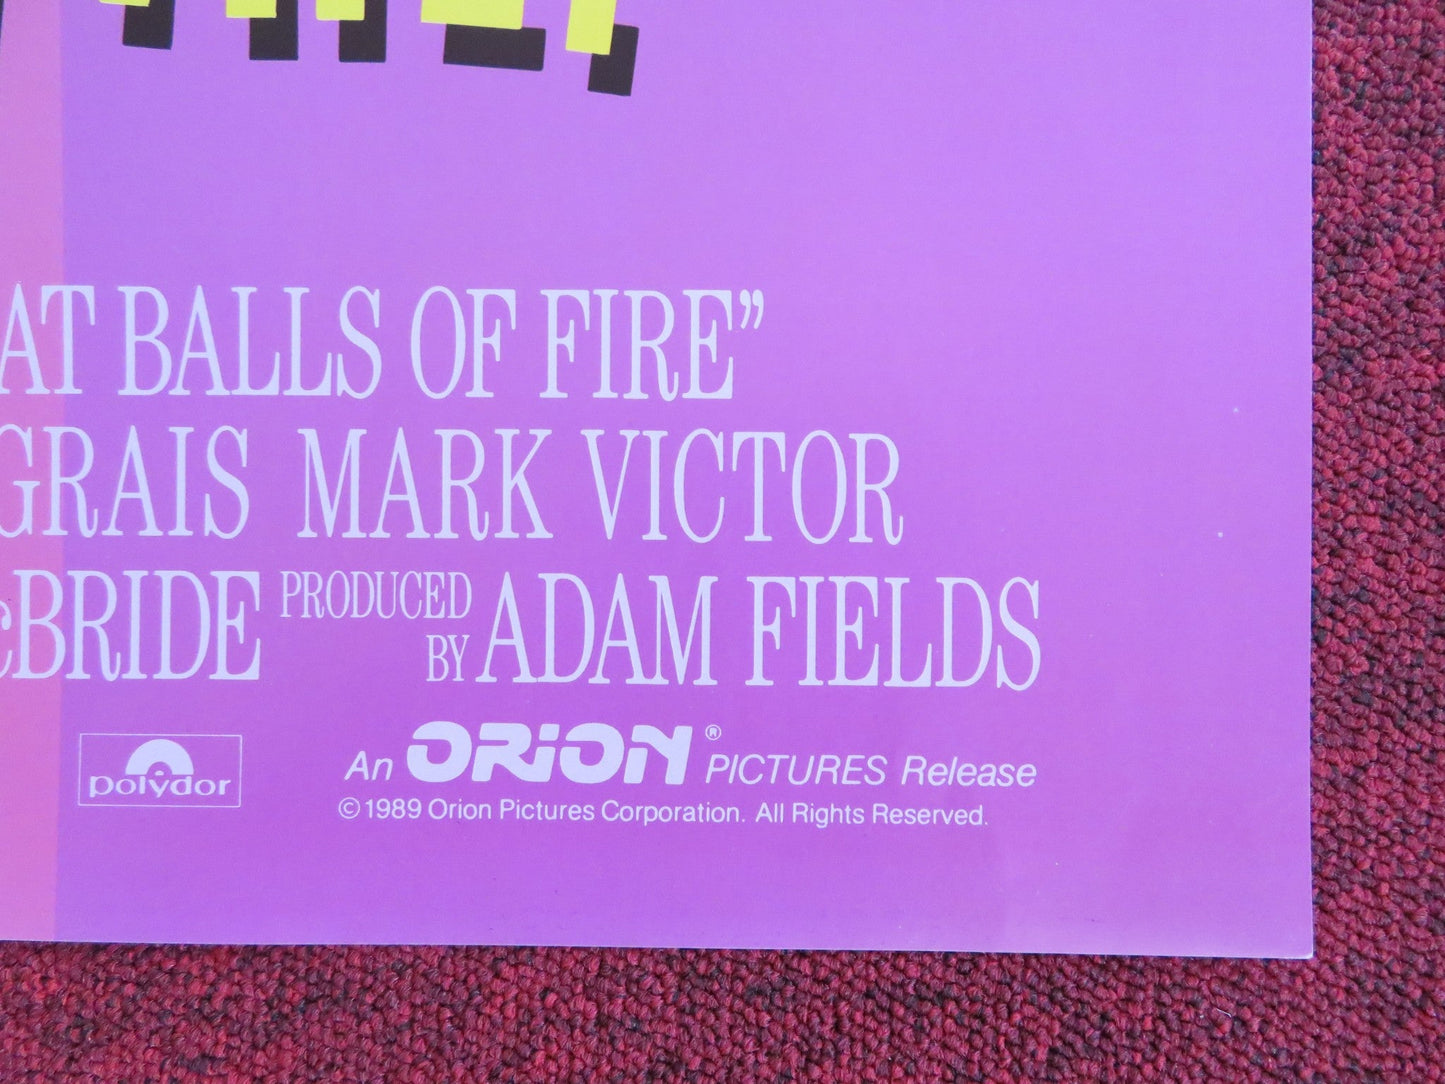 AT BALLS OF FIRE”
GRAIS MARK VICTOR
cBRIDE PRODUCED BY ADAM FIELDS
polydor
An ORION® PICTURES Release
©1989 Orion Pictures Corporation. All Rights Reserved.